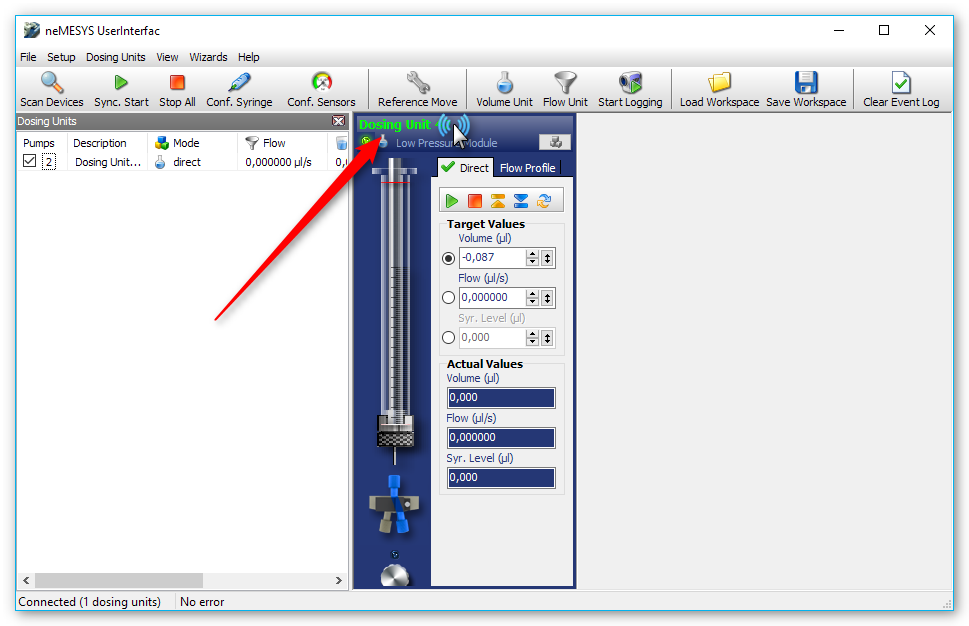 neMESYS UserInterfac
File Setup Dosing Units View Wizards Help
Scan Devices Sync. Start Stop All Conf. Syringe Conf. Sensors Reference Move Volume Unit Flow Unit Start Logging Load Workspace Save Workspace Clear Event Log
Dosing Units
Pumps Description Mode Flow
2 Dosing Unit... direct 0,000000 µl/s 0,
Dosing Unit
Low Pressure Module
Direct Flow Profile
Target Values
Volume (µl)
-0,087
Flow (µl/s)
0,000000
Syr. Level (µl)
0,000
Actual Values
Volume (µl)
0,000
Flow (µl/s)
0,000000
Syr. Level (µl)
0,000
Connected (1 dosing units) No error